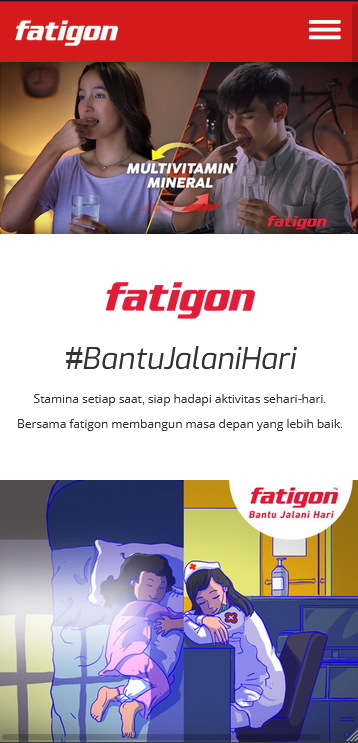 fatigon
MULTIVITAMIN
MINERAL
fatigon
fatigon
#BantuJalaniHari
Stamina setiap saat, siap hadapi aktivitas sehari-hari.
Bersama fatigon membangun masa depan yang lebih baik.
fatigon™
Bantu Jalani Hari